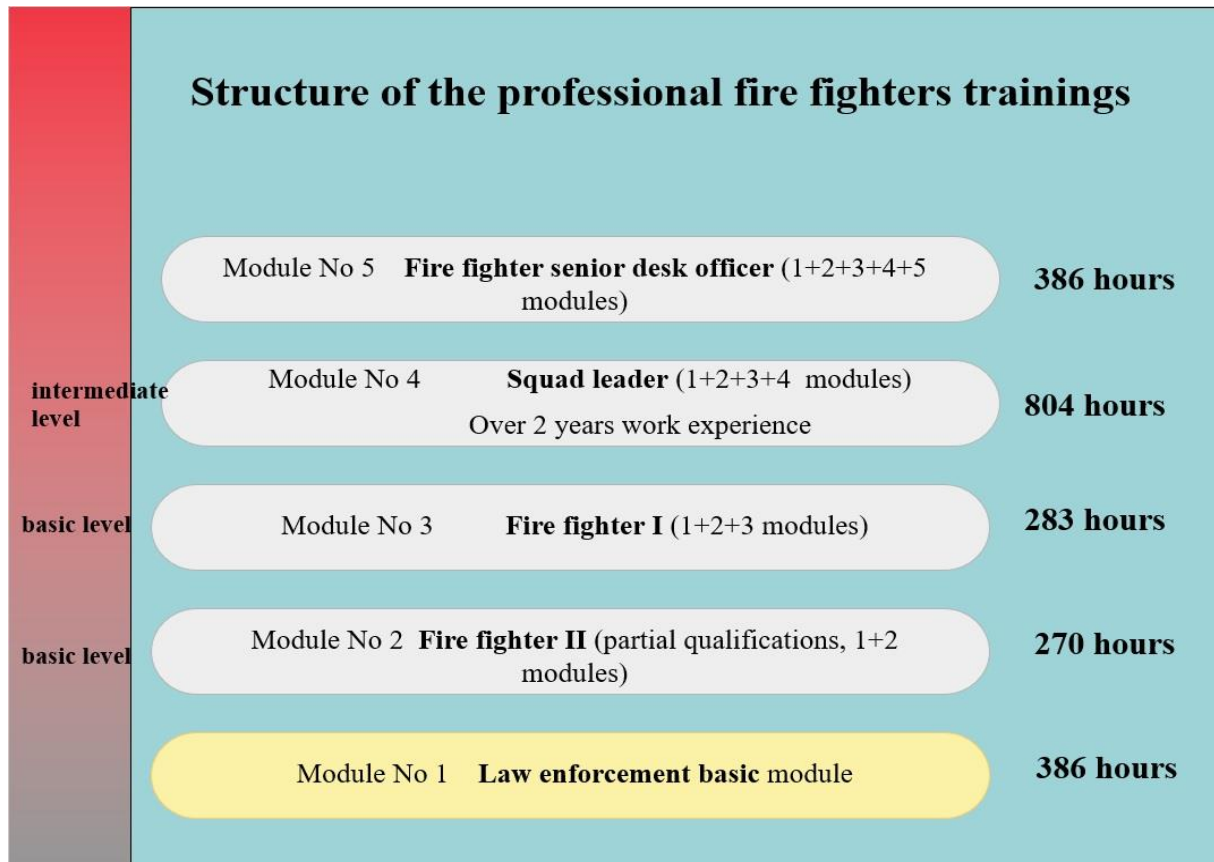 Structure of the professional fire fighters trainings
Module No 5 Fire fighter senior desk officer (1+2+3+4+5
modules)
386 hours
intermediate
level
Module No 4 Squad leader (1+2+3+4 modules)
Over 2 years work experience
804 hours
basic level
Module No 3 Fire fighter I (1+2+3 modules)
283 hours
basic level
Module No 2 Fire fighter II (partial qualifications, 1+2
modules)
270 hours
Module No 1 Law enforcement basic module
386 hours